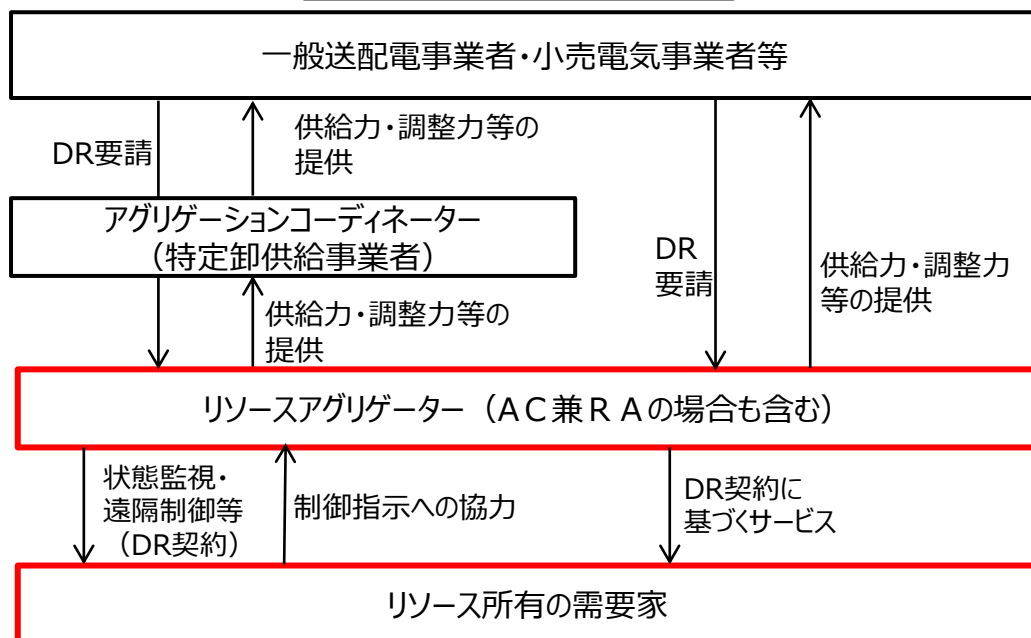 一般送配電事業者・小売電気事業者等
DR要請
供給力・調整力等の
提供
アグリゲーションコーディネーター
（特定卸供給事業者）
供給力・調整力等の
提供
DR
要請
供給力・調整力
等の提供
リソースアグリゲーター（ＡＣ兼ＲＡの場合も含む）
状態監視・
遠隔制御等
（DR契約）
制御指示への協力
DR契約に
基づくサービス
リソース所有の需要家